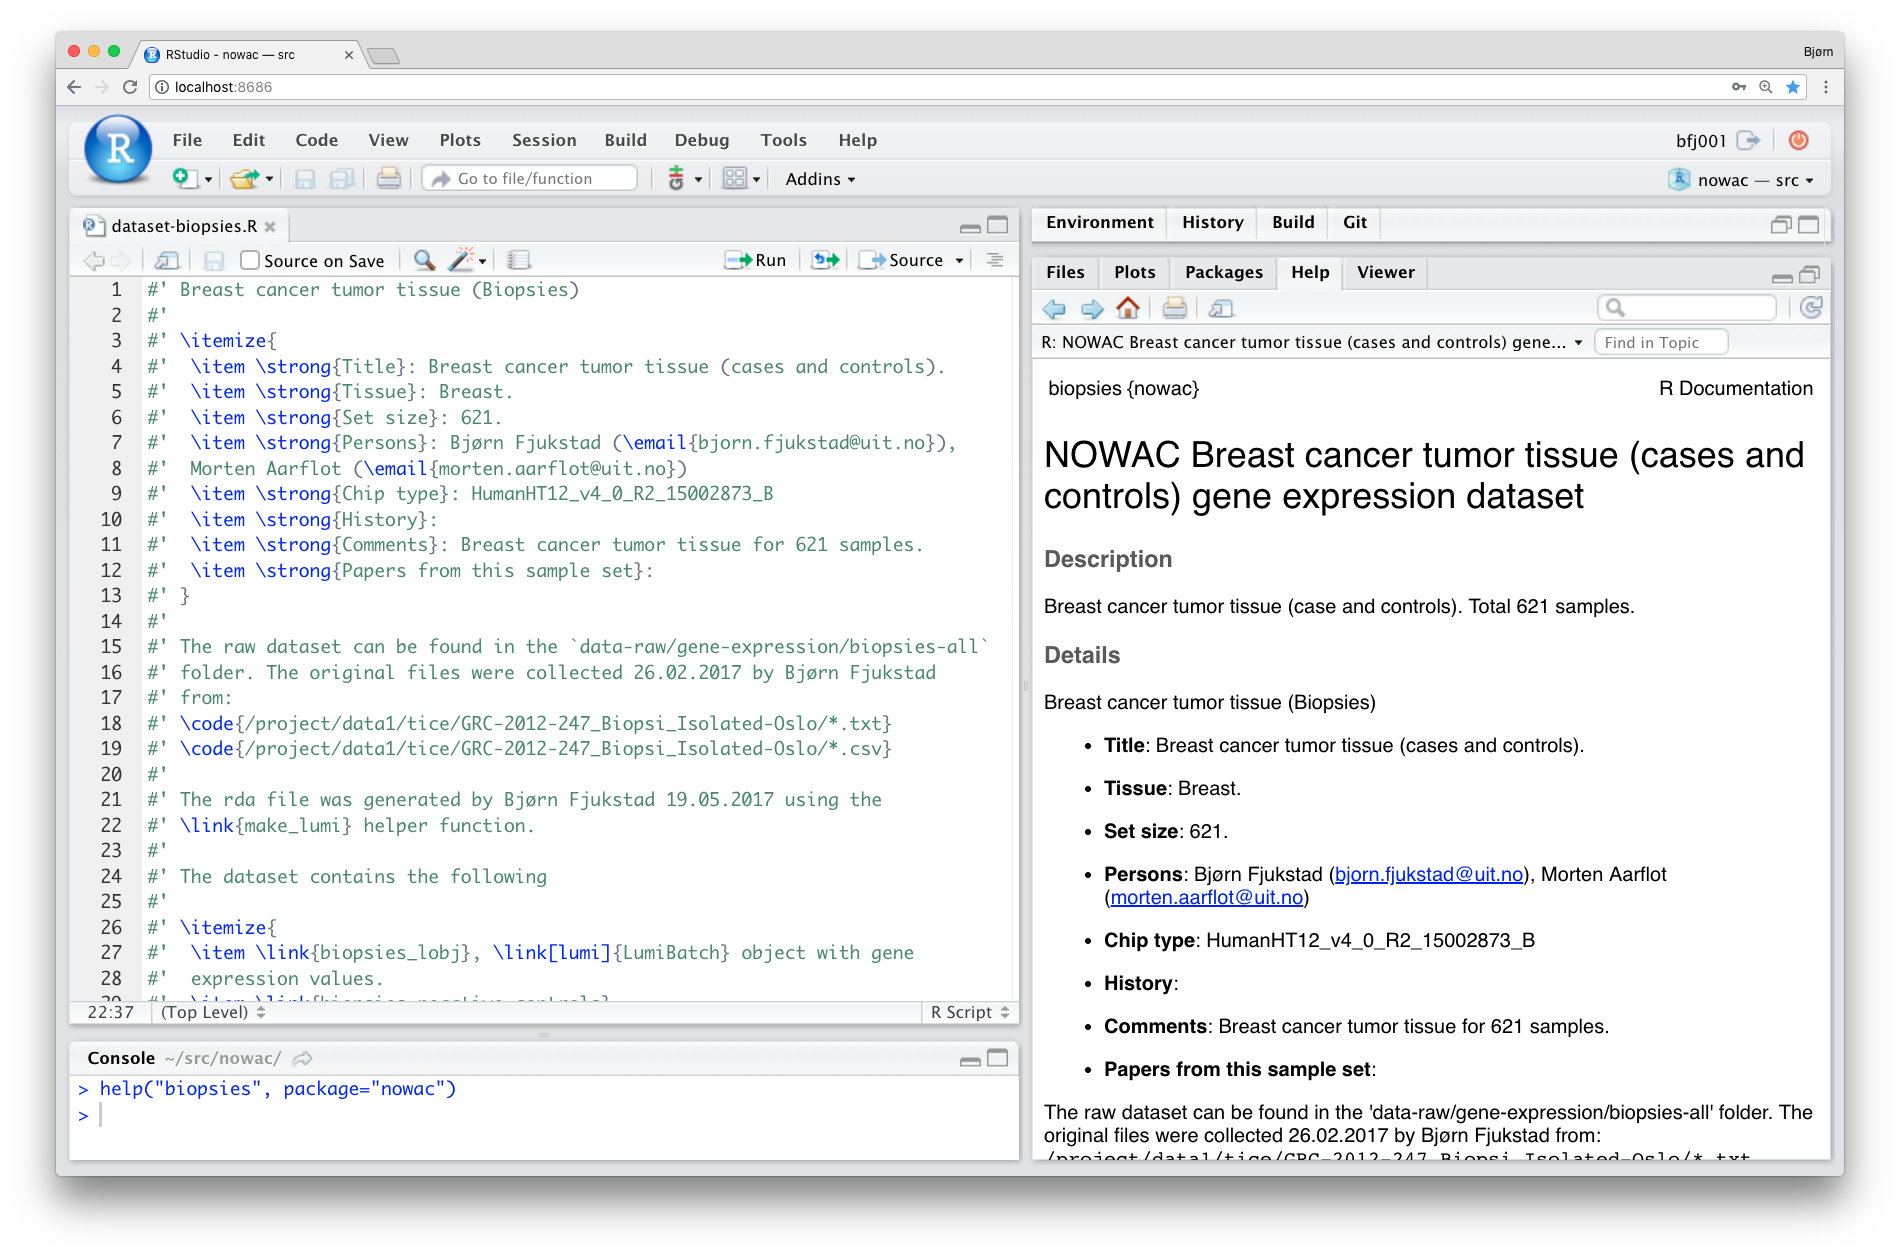 RStudio - nowac — src
Bjørn
localhost:8686
R
File Edit Code View Plots Session Build Debug Tools Help
bfj001
Go to file/function
Addins
nowac — src
dataset-biopsies.R
Source on Save
Run
Source
1 #' Breast cancer tumor tissue (Biopsies)
2 #'
3 #' \itemize{
4 #'  \item \strong{Title}: Breast cancer tumor tissue (cases and controls).
5 #'  \item \strong{Tissue}: Breast.
6 #'  \item \strong{Set size}: 621.
7 #'  \item \strong{Persons}: Bjørn Fjukstad (\email{bjorn.fjukstad@uit.no}),
8 #'  Morten Aarflot (\email{morten.aarflot@uit.no})
9 #'  \item \strong{Chip type}: HumanHT12_v4_0_R2_15002873_B
10 #'  \item \strong{History}:
11 #'  \item \strong{Comments}: Breast cancer tumor tissue for 621 samples.
12 #'  \item \strong{Papers from this sample set}:
13 #' }
14 #'
15 #' The raw dataset can be found in the `data-raw/gene-expression/biopsies-all`
16 #' folder. The original files were collected 26.02.2017 by Bjørn Fjukstad
17 #' from:
18 #' \code{/project/data1/tice/GRC-2012-247_Biopsi_Isolated-Oslo/*.txt}
19 #' \code{/project/data1/tice/GRC-2012-247_Biopsi_Isolated-Oslo/*.csv}
20 #'
21 #' The rda file was generated by Bjørn Fjukstad 19.05.2017 using the
22 #' \link{make_lumi} helper function.
23 #'
24 #' The dataset contains the following
25 #'
26 #' \itemize{
27 #'  \item \link{biopsies_lobj}, \link[lumi]{LumiBatch} object with gene
28 #'  expression values.
29 #'  \item \link{biopsies_negative_controls}
22:37 (Top Level)
R Script
Console ~/src/nowac/
> help("biopsies", package="nowac")
>
Environment History Build Git
Files Plots Packages Help Viewer
R: NOWAC Breast cancer tumor tissue (cases and controls) gene...
Find in Topic
biopsies {nowac}
R Documentation
NOWAC Breast cancer tumor tissue (cases and
controls) gene expression dataset
Description
Breast cancer tumor tissue (case and controls). Total 621 samples.
Details
Breast cancer tumor tissue (Biopsies)
• Title: Breast cancer tumor tissue (cases and controls).
• Tissue: Breast.
• Set size: 621.
• Persons: Bjørn Fjukstad (bjorn.fjukstad@uit.no), Morten Aarflot
(morten.aarflot@uit.no)
• Chip type: HumanHT12_v4_0_R2_15002873_B
• History:
• Comments: Breast cancer tumor tissue for 621 samples.
• Papers from this sample set:
The raw dataset can be found in the 'data-raw/gene-expression/biopsies-all' folder. The
original files were collected 26.02.2017 by Bjørn Fjukstad from:
/project/data1/tice/GRC-2012-247_Biopsi_Isolated-Oslo/*.txt